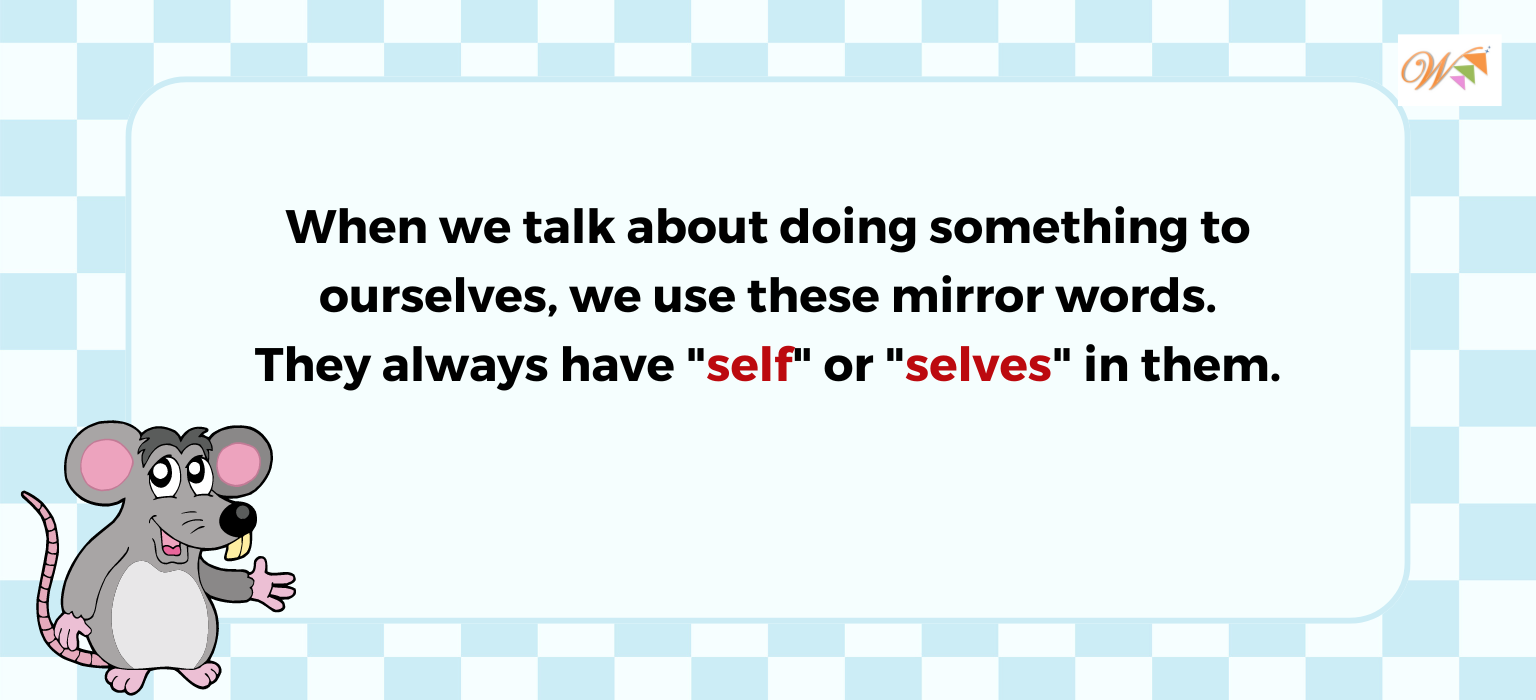 W
When we talk about doing something to
ourselves, we use these mirror words.
They always have "self" or "selves" in them.